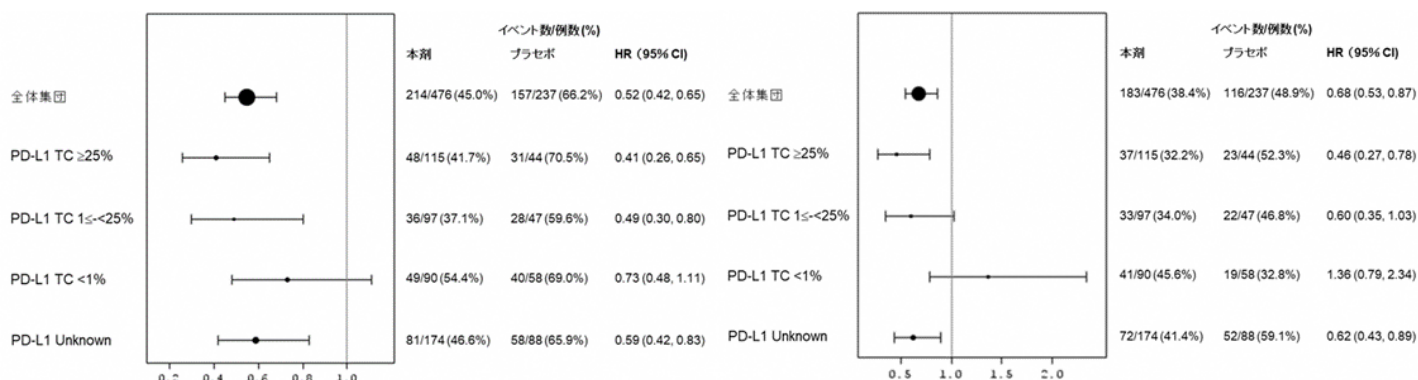 イベント数/例数(%)
本剤 プラセボ HR (95% CI)
全体集団 214/476 (45.0%) 157/237 (66.2%) 0.52 (0.42, 0.65)
PD-L1 TC ≥25% 48/115 (41.7%) 31/44 (70.5%) 0.41 (0.26, 0.65)
PD-L1 TC 1≤-<25% 36/97 (37.1%) 28/47 (59.6%) 0.49 (0.30, 0.80)
PD-L1 TC <1% 49/90 (54.4%) 40/58 (69.0%) 0.73 (0.48, 1.11)
PD-L1 Unknown 81/174 (46.6%) 58/88 (65.9%) 0.59 (0.42, 0.83)
0.2 0.4 0.6 0.8 1.0
イベント数/例数(%)
本剤 プラセボ HR (95% CI)
全体集団 183/476 (38.4%) 116/237 (48.9%) 0.68 (0.53, 0.87)
PD-L1 TC ≥25% 37/115 (32.2%) 23/44 (52.3%) 0.46 (0.27, 0.78)
PD-L1 TC 1≤-<25% 33/97 (34.0%) 22/47 (46.8%) 0.60 (0.35, 1.03)
PD-L1 TC <1% 41/90 (45.6%) 19/58 (32.8%) 1.36 (0.79, 2.34)
PD-L1 Unknown 72/174 (41.4%) 52/88 (59.1%) 0.62 (0.43, 0.89)
0.5 1.0 1.5 2.0